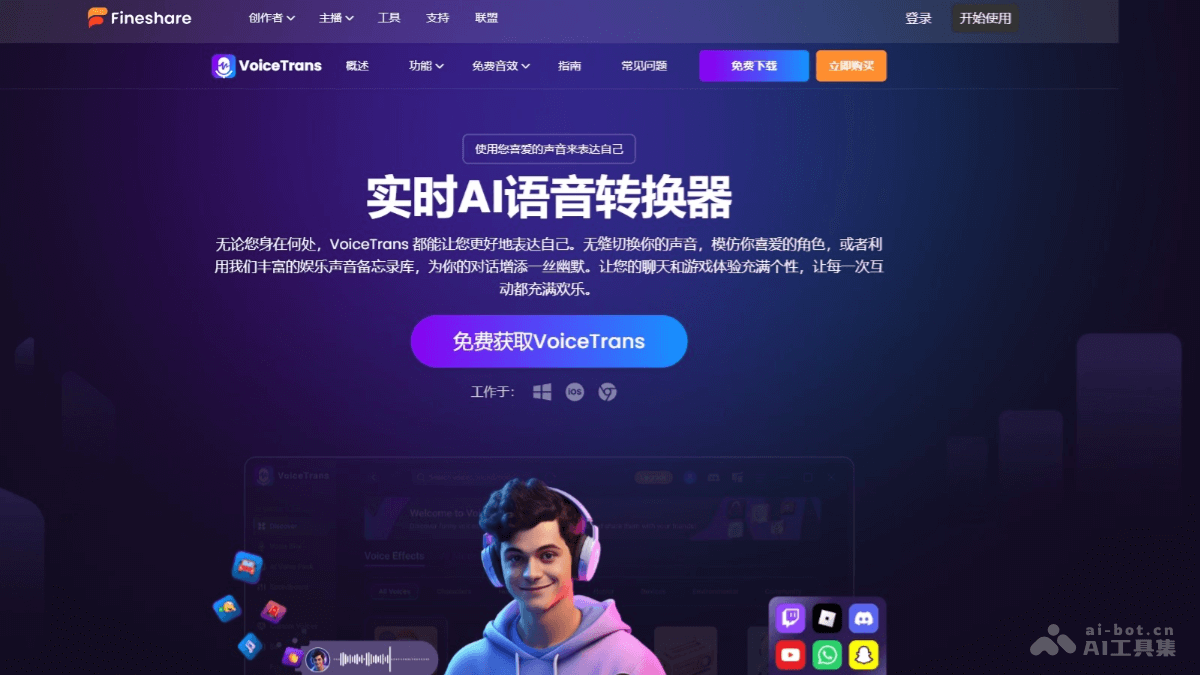 Fineshare
创作者
主播
工具
支持
联盟
登录
开始使用
VoiceTrans
概述
功能
免费音效
指南
常见问题
免费下载
立即购买
使用您喜爱的声音来表达自己
实时AI语音转换器
无论您身在何处，VoiceTrans 都能让您更好地表达自己。无缝切换你的声音，模仿你喜爱的角色，或者利
用我们丰富的娱乐声音备忘录库，为你的对话增添一丝幽默。让您的聊天和游戏体验充满个性，让每一次互
动都充满欢乐。
免费获取VoiceTrans
工作于：
iOS
VoiceTrans
Welcome to
Voice Effects
ai-bot.cn
AI工具集